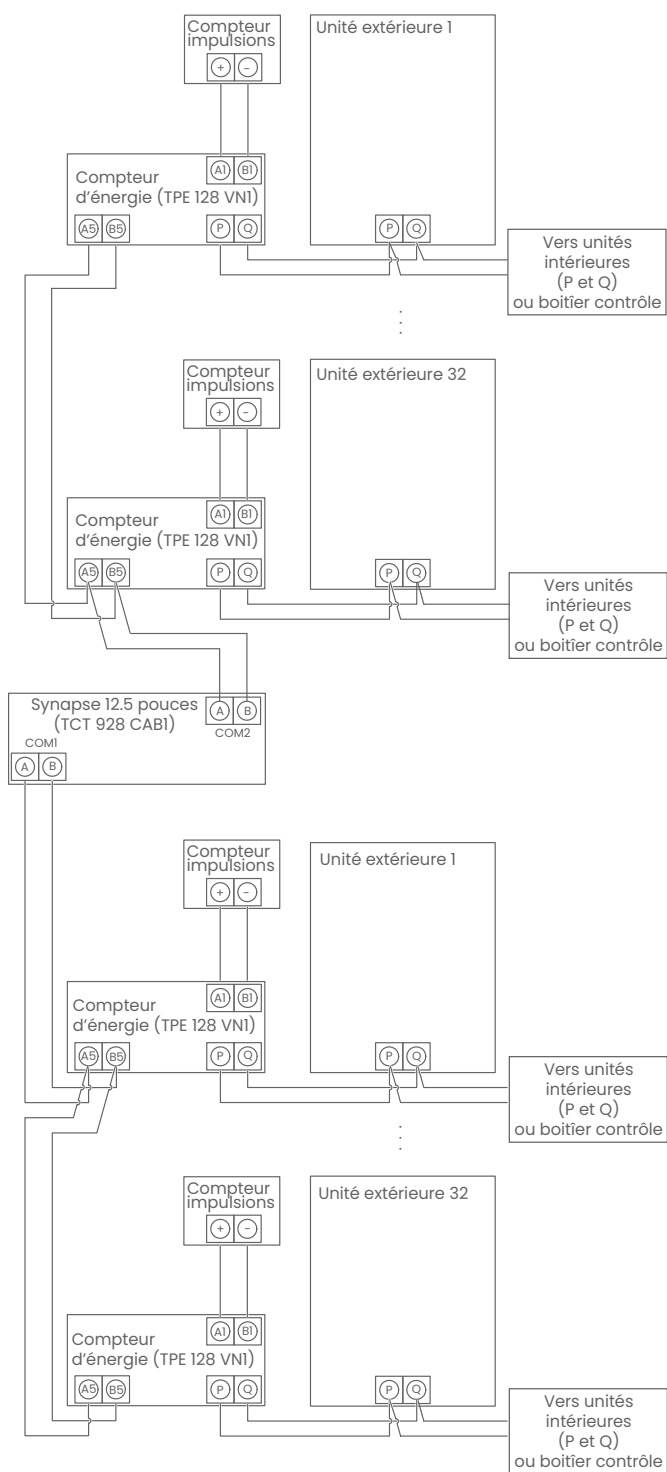 Compteur
impulsions
Unité extérieure 1
+ -
A1 B1
Compteur
d'énergie (TPE 128 VN1)
A5 B5
P Q
P Q
Vers unités
intérieures
(P et Q)
ou boitîer contrôle
Compteur
impulsions
Unité extérieure 32
+ -
A1 B1
Compteur
d'énergie (TPE 128 VN1)
A5 B5
P Q
P Q
Vers unités
intérieures
(P et Q)
ou boitîer contrôle
Synapse 12.5 pouces
(TCT 928 CAB1)
A B
COM2
COM1
A B
Compteur
impulsions
Unité extérieure 1
+ -
A1 B1
Compteur
d'énergie (TPE 128 VN1)
A5 B5
P Q
P Q
Vers unités
intérieures
(P et Q)
ou boitîer contrôle
Compteur
impulsions
Unité extérieure 32
+ -
A1 B1
Compteur
d'énergie (TPE 128 VN1)
A5 B5
P Q
P Q
Vers unités
intérieures
(P et Q)
ou boitîer contrôle